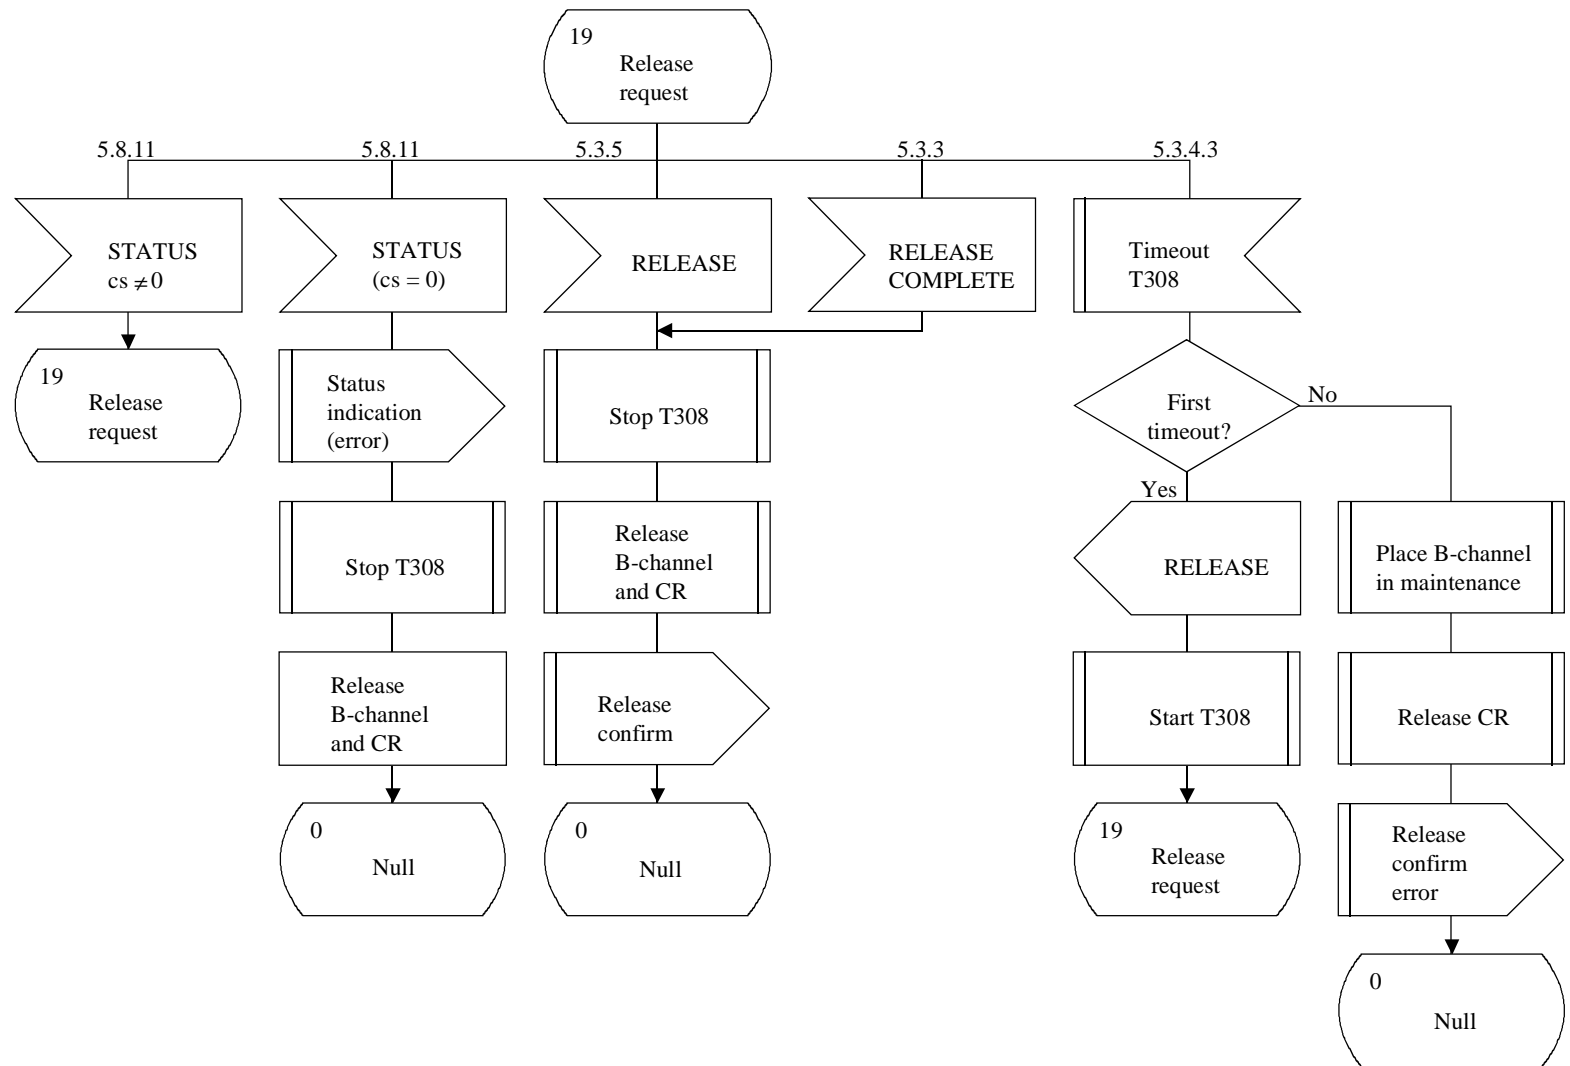 19
Release
request
5.8.11
5.8.11
5.3.5
5.3.3
5.3.4.3
STATUS
cs ≠ 0
STATUS
(cs = 0)
RELEASE
RELEASE
COMPLETE
Timeout
T308
19
Release
request
Status
indication
(error)
Stop T308
First
timeout?
No
Yes
Stop T308
Release
B-channel
and CR
RELEASE
Place B-channel
in maintenance
Release
B-channel
and CR
Release
confirm
Start T308
Release CR
0
Null
0
Null
19
Release
request
Release
confirm
error
0
Null